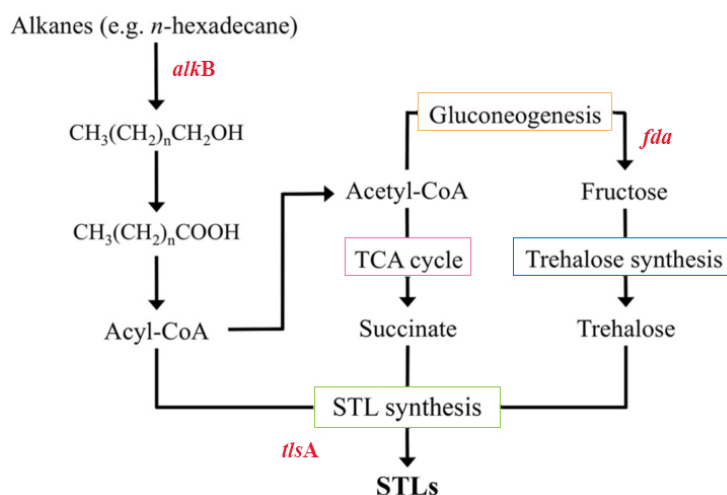 Alkanes (e.g. n-hexadecane)
alkB
CH3(CH2)nCH2OH
CH3(CH2)nCOOH
Acyl-CoA
Gluconeogenesis
fda
Acetyl-CoA
Fructose
TCA cycle
Trehalose synthesis
Succinate
Trehalose
STL synthesis
tlsA
STLs